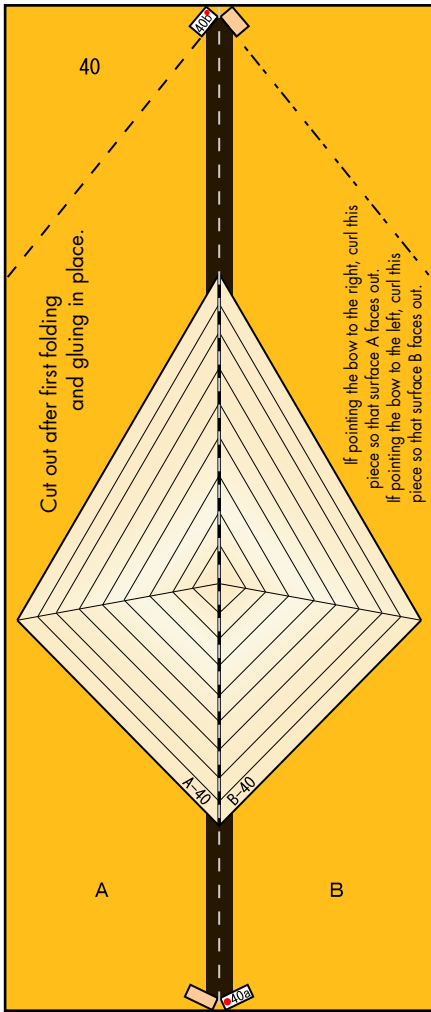 40b
40
Cut out after first folding
and gluing in place.
If pointing the bow to the right, curl this
piece so that surface A faces out.
If pointing the bow to the left, curl this
piece so that surface B faces out.
A-40
B-40
A
B
40a